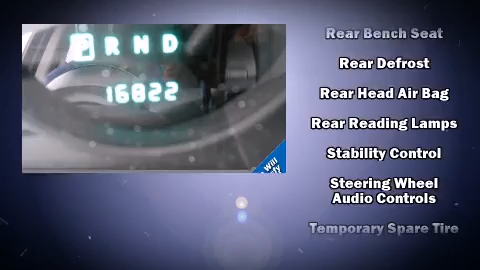 P R N D
16822
Will
Rear Bench Seat
Rear Defrost
Rear Head Air Bag
Rear Reading Lamps
Stability Control
Steering Wheel
Audio Controls
Temporary Spare Tire